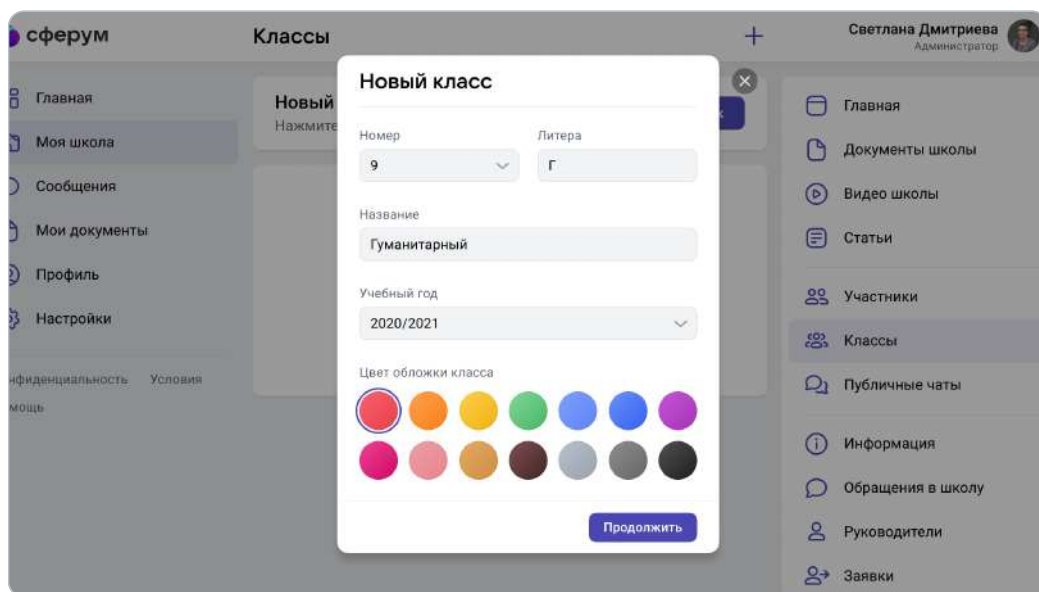 сферум
Классы
Светлана Дмитриева
Администратор
Главная
Моя школа
Сообщения
Мои документы
Профиль
Настройки
Условия
Новый
Нажмите
Новый класс
Номер
Литера
9
Г
Название
Гуманитарный
Учебный год
2020/2021
Цвет обложки класса
Продолжить
Главная
Документы школы
Видео школы
Статьи
Участники
Классы
Публичные чаты
Информация
Обращения в школу
Руководители
Заявки